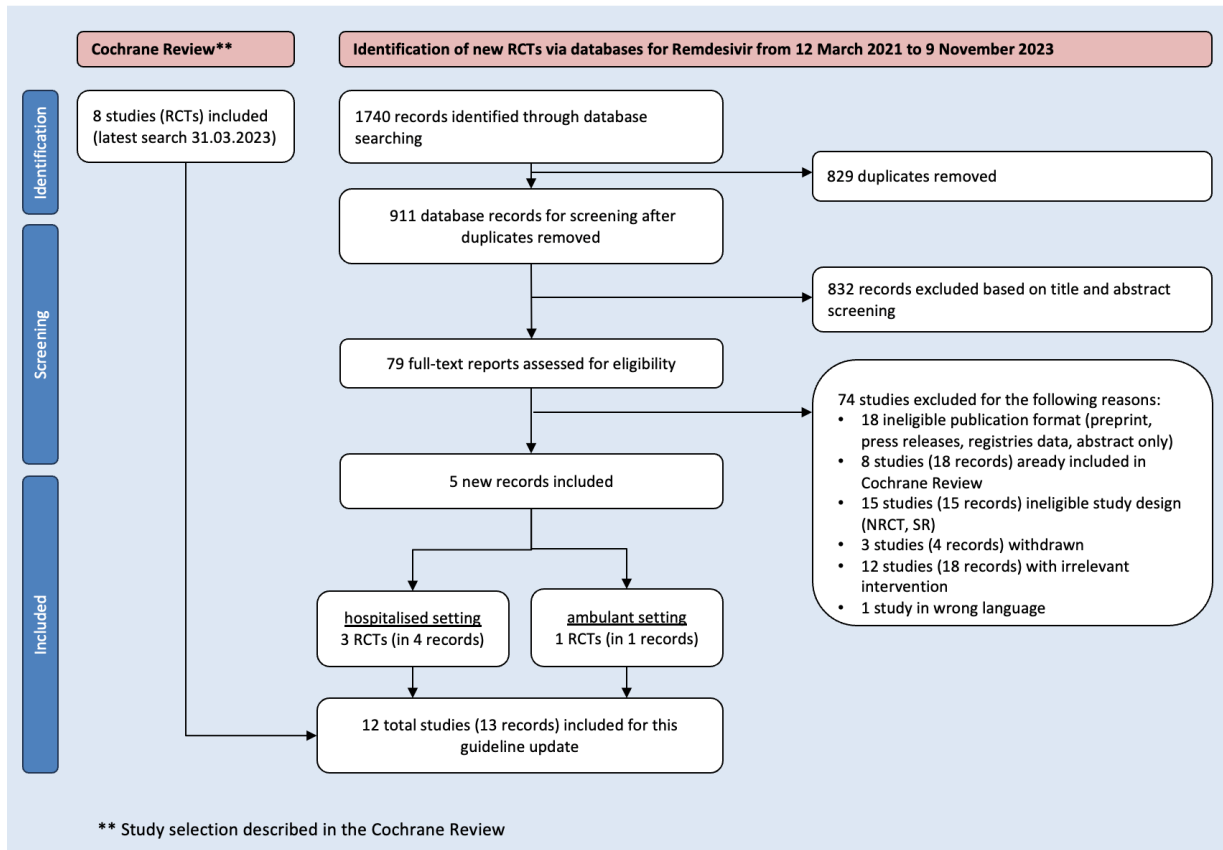 Cochrane Review**
Identification of new RCTs via databases for Remdesivir from 12 March 2021 to 9 November 2023
Identification
8 studies (RCTs) included
(latest search 31.03.2023)
1740 records identified through database
searching
829 duplicates removed
911 database records for screening after
duplicates removed
Screening
832 records excluded based on title and abstract
screening
79 full-text reports assessed for eligibility
74 studies excluded for the following reasons:
• 18 ineligible publication format (preprint,
press releases, registries data, abstract only)
• 8 studies (18 records) aready included in
Cochrane Review
• 15 studies (15 records) ineligible study design
(NRCT, SR)
• 3 studies (4 records) withdrawn
• 12 studies (18 records) with irrelevant
intervention
• 1 study in wrong language
5 new records included
Included
hospitalised setting
3 RCTs (in 4 records)
ambulant setting
1 RCTs (in 1 records)
12 total studies (13 records) included for this
guideline update
** Study selection described in the Cochrane Review